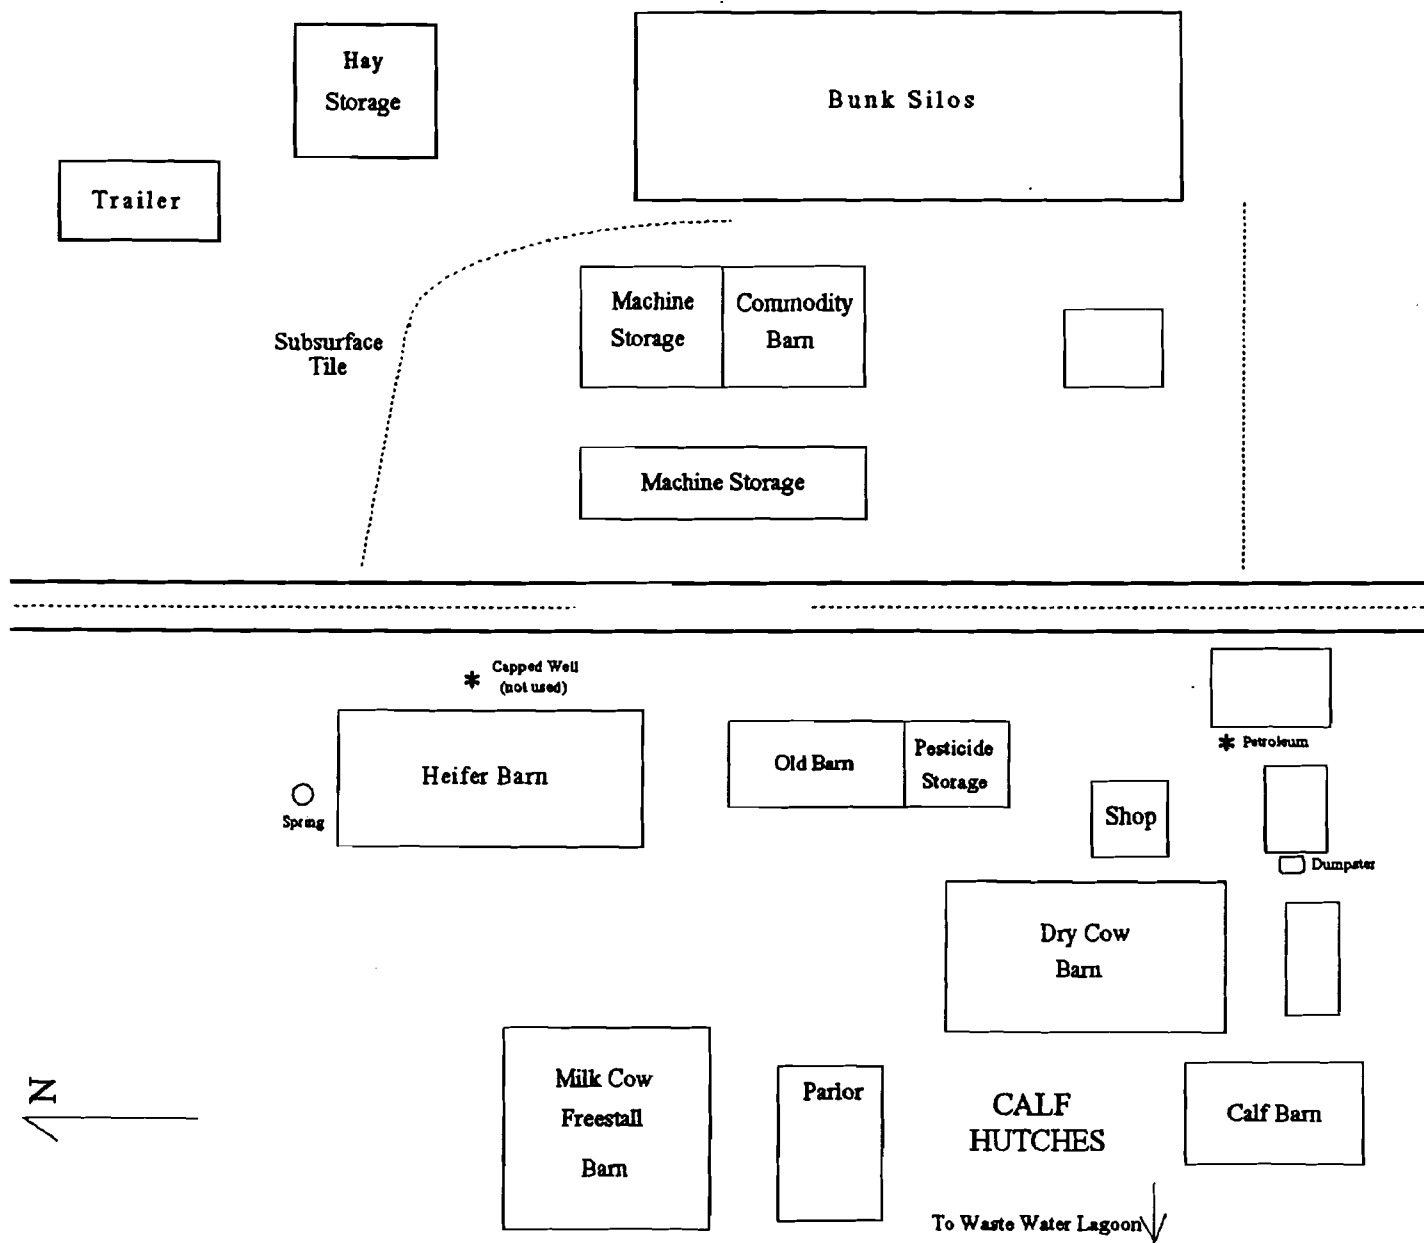 Hay
Storage
Bunk Silos
Trailer
Machine
Storage
Commodity
Barn
Subsurface
Tile
Machine Storage
Capped Well
(not used)
Heifer Barn
Spring
Old Barn
Pesticide
Storage
Petroleum
Shop
Dumpster
Dry Cow
Barn
N
Milk Cow
Freestall
Barn
Parlor
CALF
HUTCHES
Calf Barn
To Waste Water Lagoon